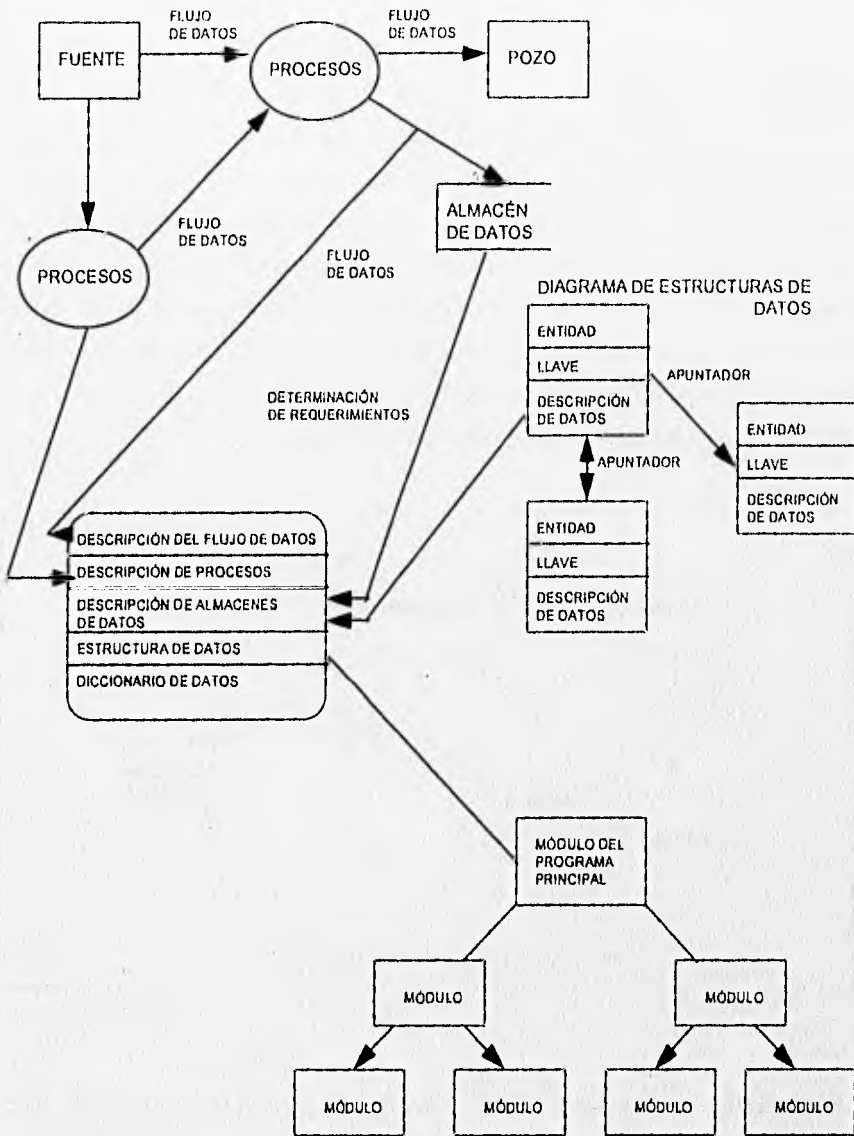 FLUJO
DE DATOS
FLUJO
DE DATOS
FUENTE
PROCESOS
POZO
FLUJO
DE DATOS
FLUJO
DE DATOS
ALMACÉN
DE DATOS
PROCESOS
DIAGRAMA DE ESTRUCTURAS DE
DATOS
ENTIDAD
LLAVE
DESCRIPCIÓN
DE DATOS
APUNTADOR
ENTIDAD
LLAVE
DESCRIPCIÓN
DE DATOS
DETERMINACIÓN
DE REQUERIMIENTOS
APUNTADOR
ENTIDAD
LLAVE
DESCRIPCIÓN
DE DATOS
DESCRIPCIÓN DEL FLUJO DE DATOS
DESCRIPCIÓN DE PROCESOS
DESCRIPCIÓN DE ALMACENES
DE DATOS
ESTRUCTURA DE DATOS
DICCIONARIO DE DATOS
MÓDULO DEL
PROGRAMA
PRINCIPAL
MÓDULO
MÓDULO
MÓDULO
MÓDULO
MÓDULO
MÓDULO